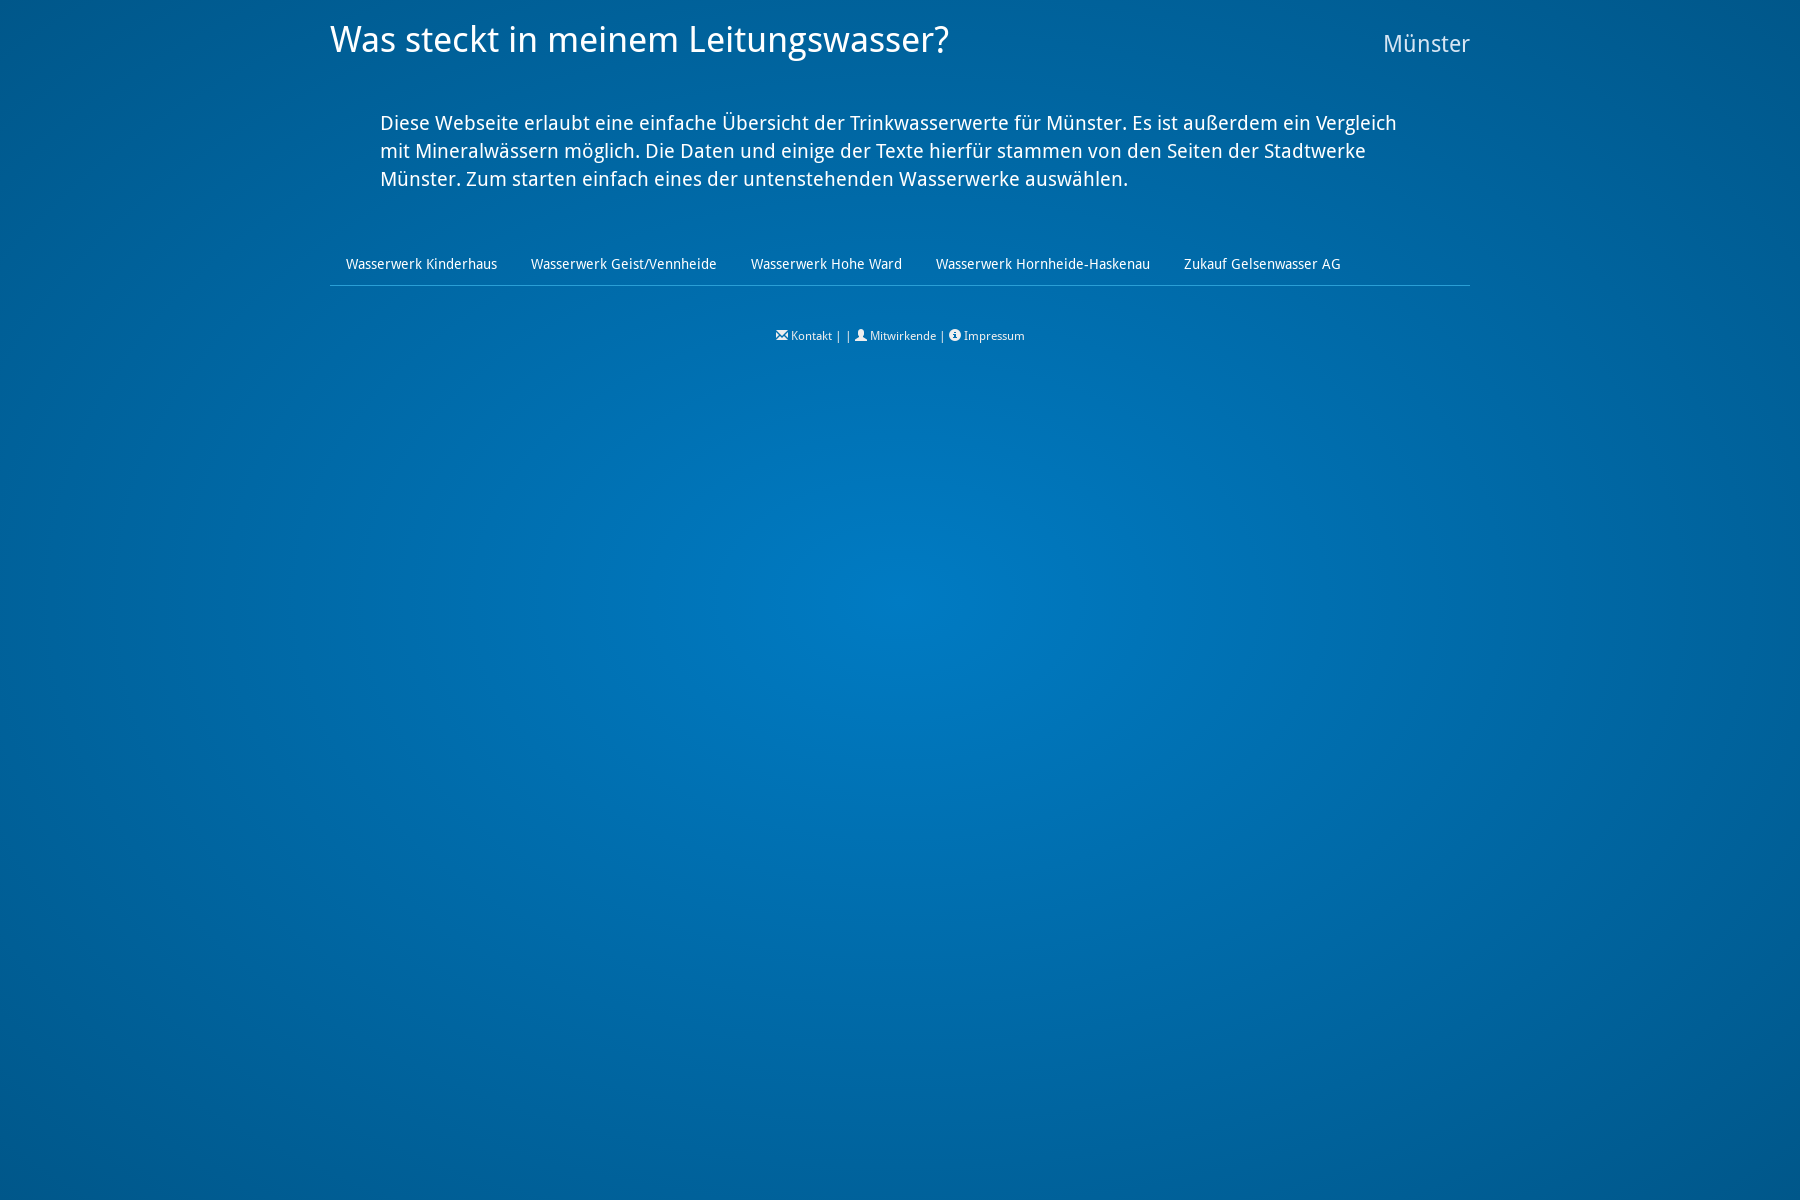 Was steckt in meinem Leitungswasser?
Münster
Diese Webseite erlaubt eine einfache Übersicht der Trinkwasserwerte für Münster. Es ist außerdem ein Vergleich
mit Mineralwässern möglich. Die Daten und einige der Texte hierfür stammen von den Seiten der Stadtwerke
Münster. Zum starten einfach eines der untenstehenden Wasserwerke auswählen.
Wasserwerk Kinderhaus Wasserwerk Geist/Vennheide Wasserwerk Hohe Ward Wasserwerk Hornheide-Haskenau Zukauf Gelsenwasser AG
Kontakt | | Mitwirkende | Impressum